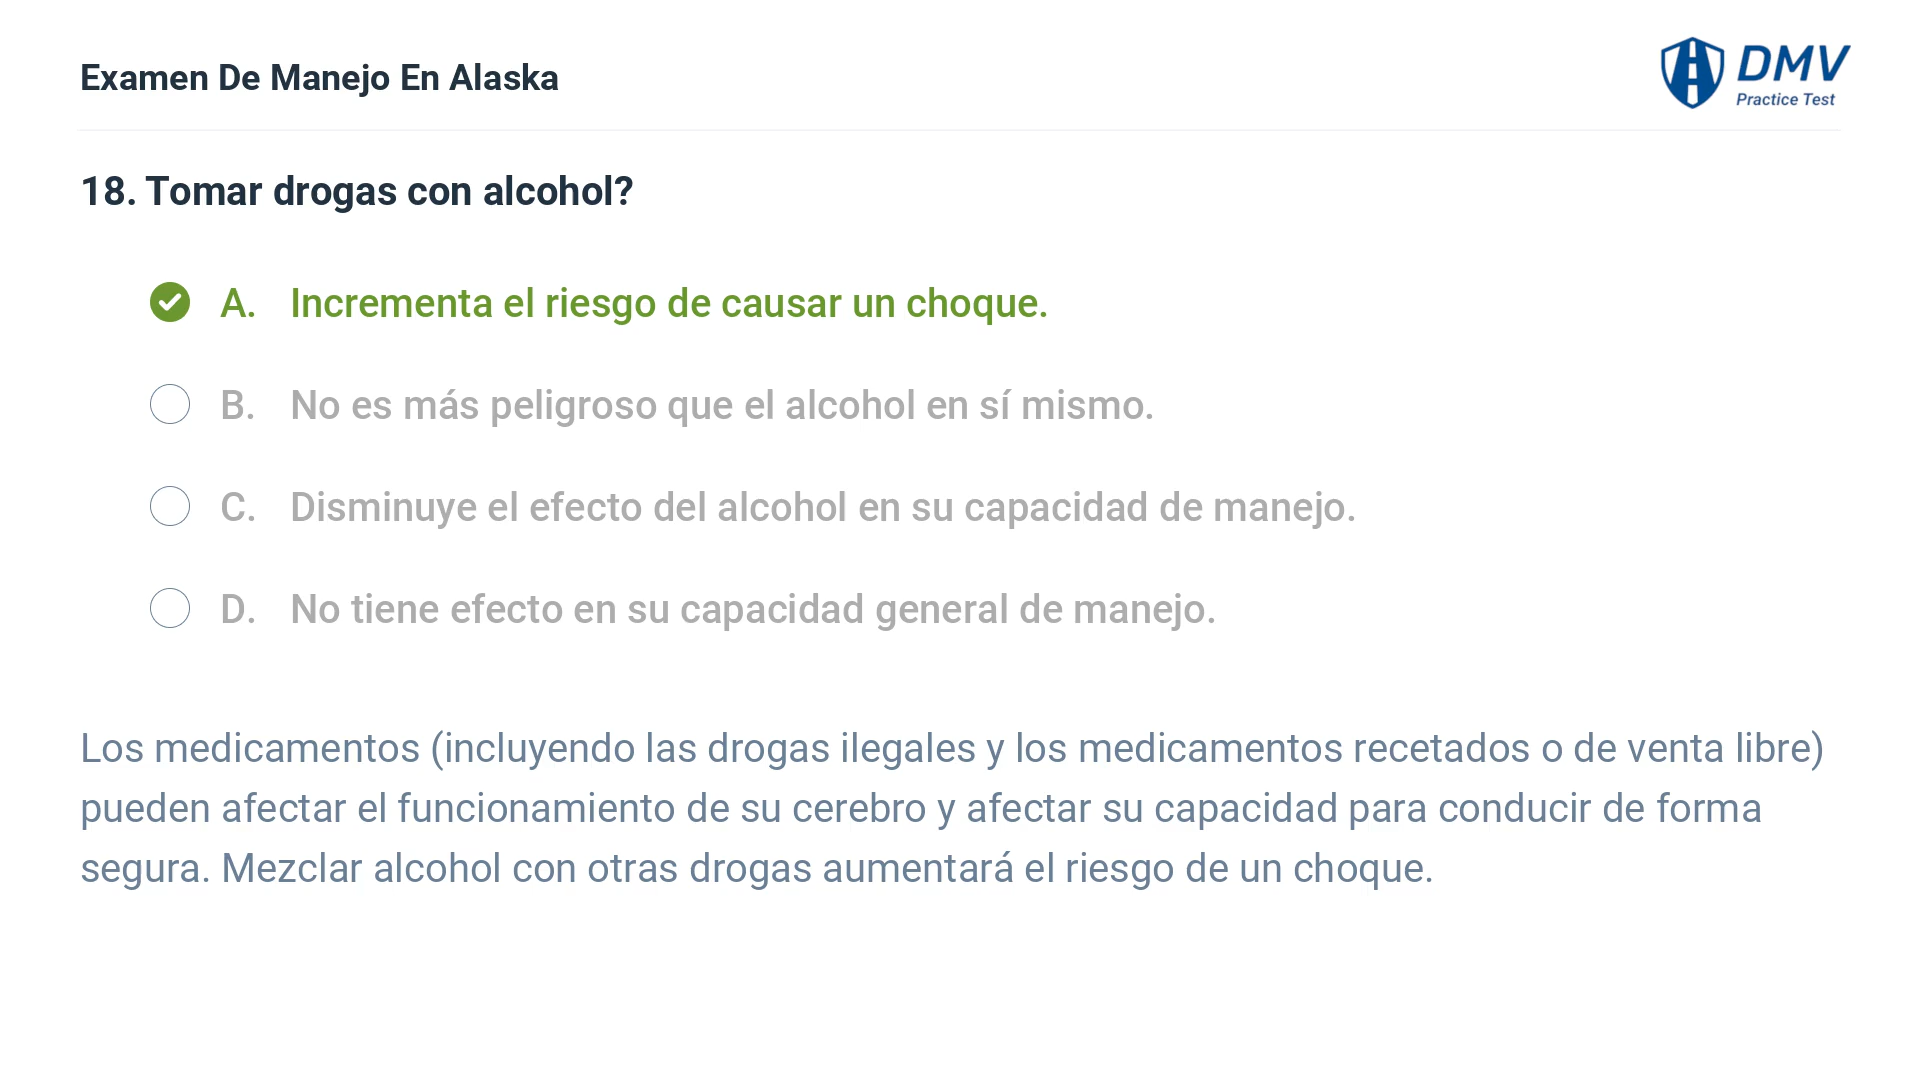 Examen De Manejo En Alaska
DMV
Practice Test
18. Tomar drogas con alcohol?
A. Incrementa el riesgo de causar un choque.
B. No es más peligroso que el alcohol en sí mismo.
C. Disminuye el efecto del alcohol en su capacidad de manejo.
D. No tiene efecto en su capacidad general de manejo.
Los medicamentos (incluyendo las drogas ilegales y los medicamentos recetados o de venta libre)
pueden afectar el funcionamiento de su cerebro y afectar su capacidad para conducir de forma
segura. Mezclar alcohol con otras drogas aumentará el riesgo de un choque.